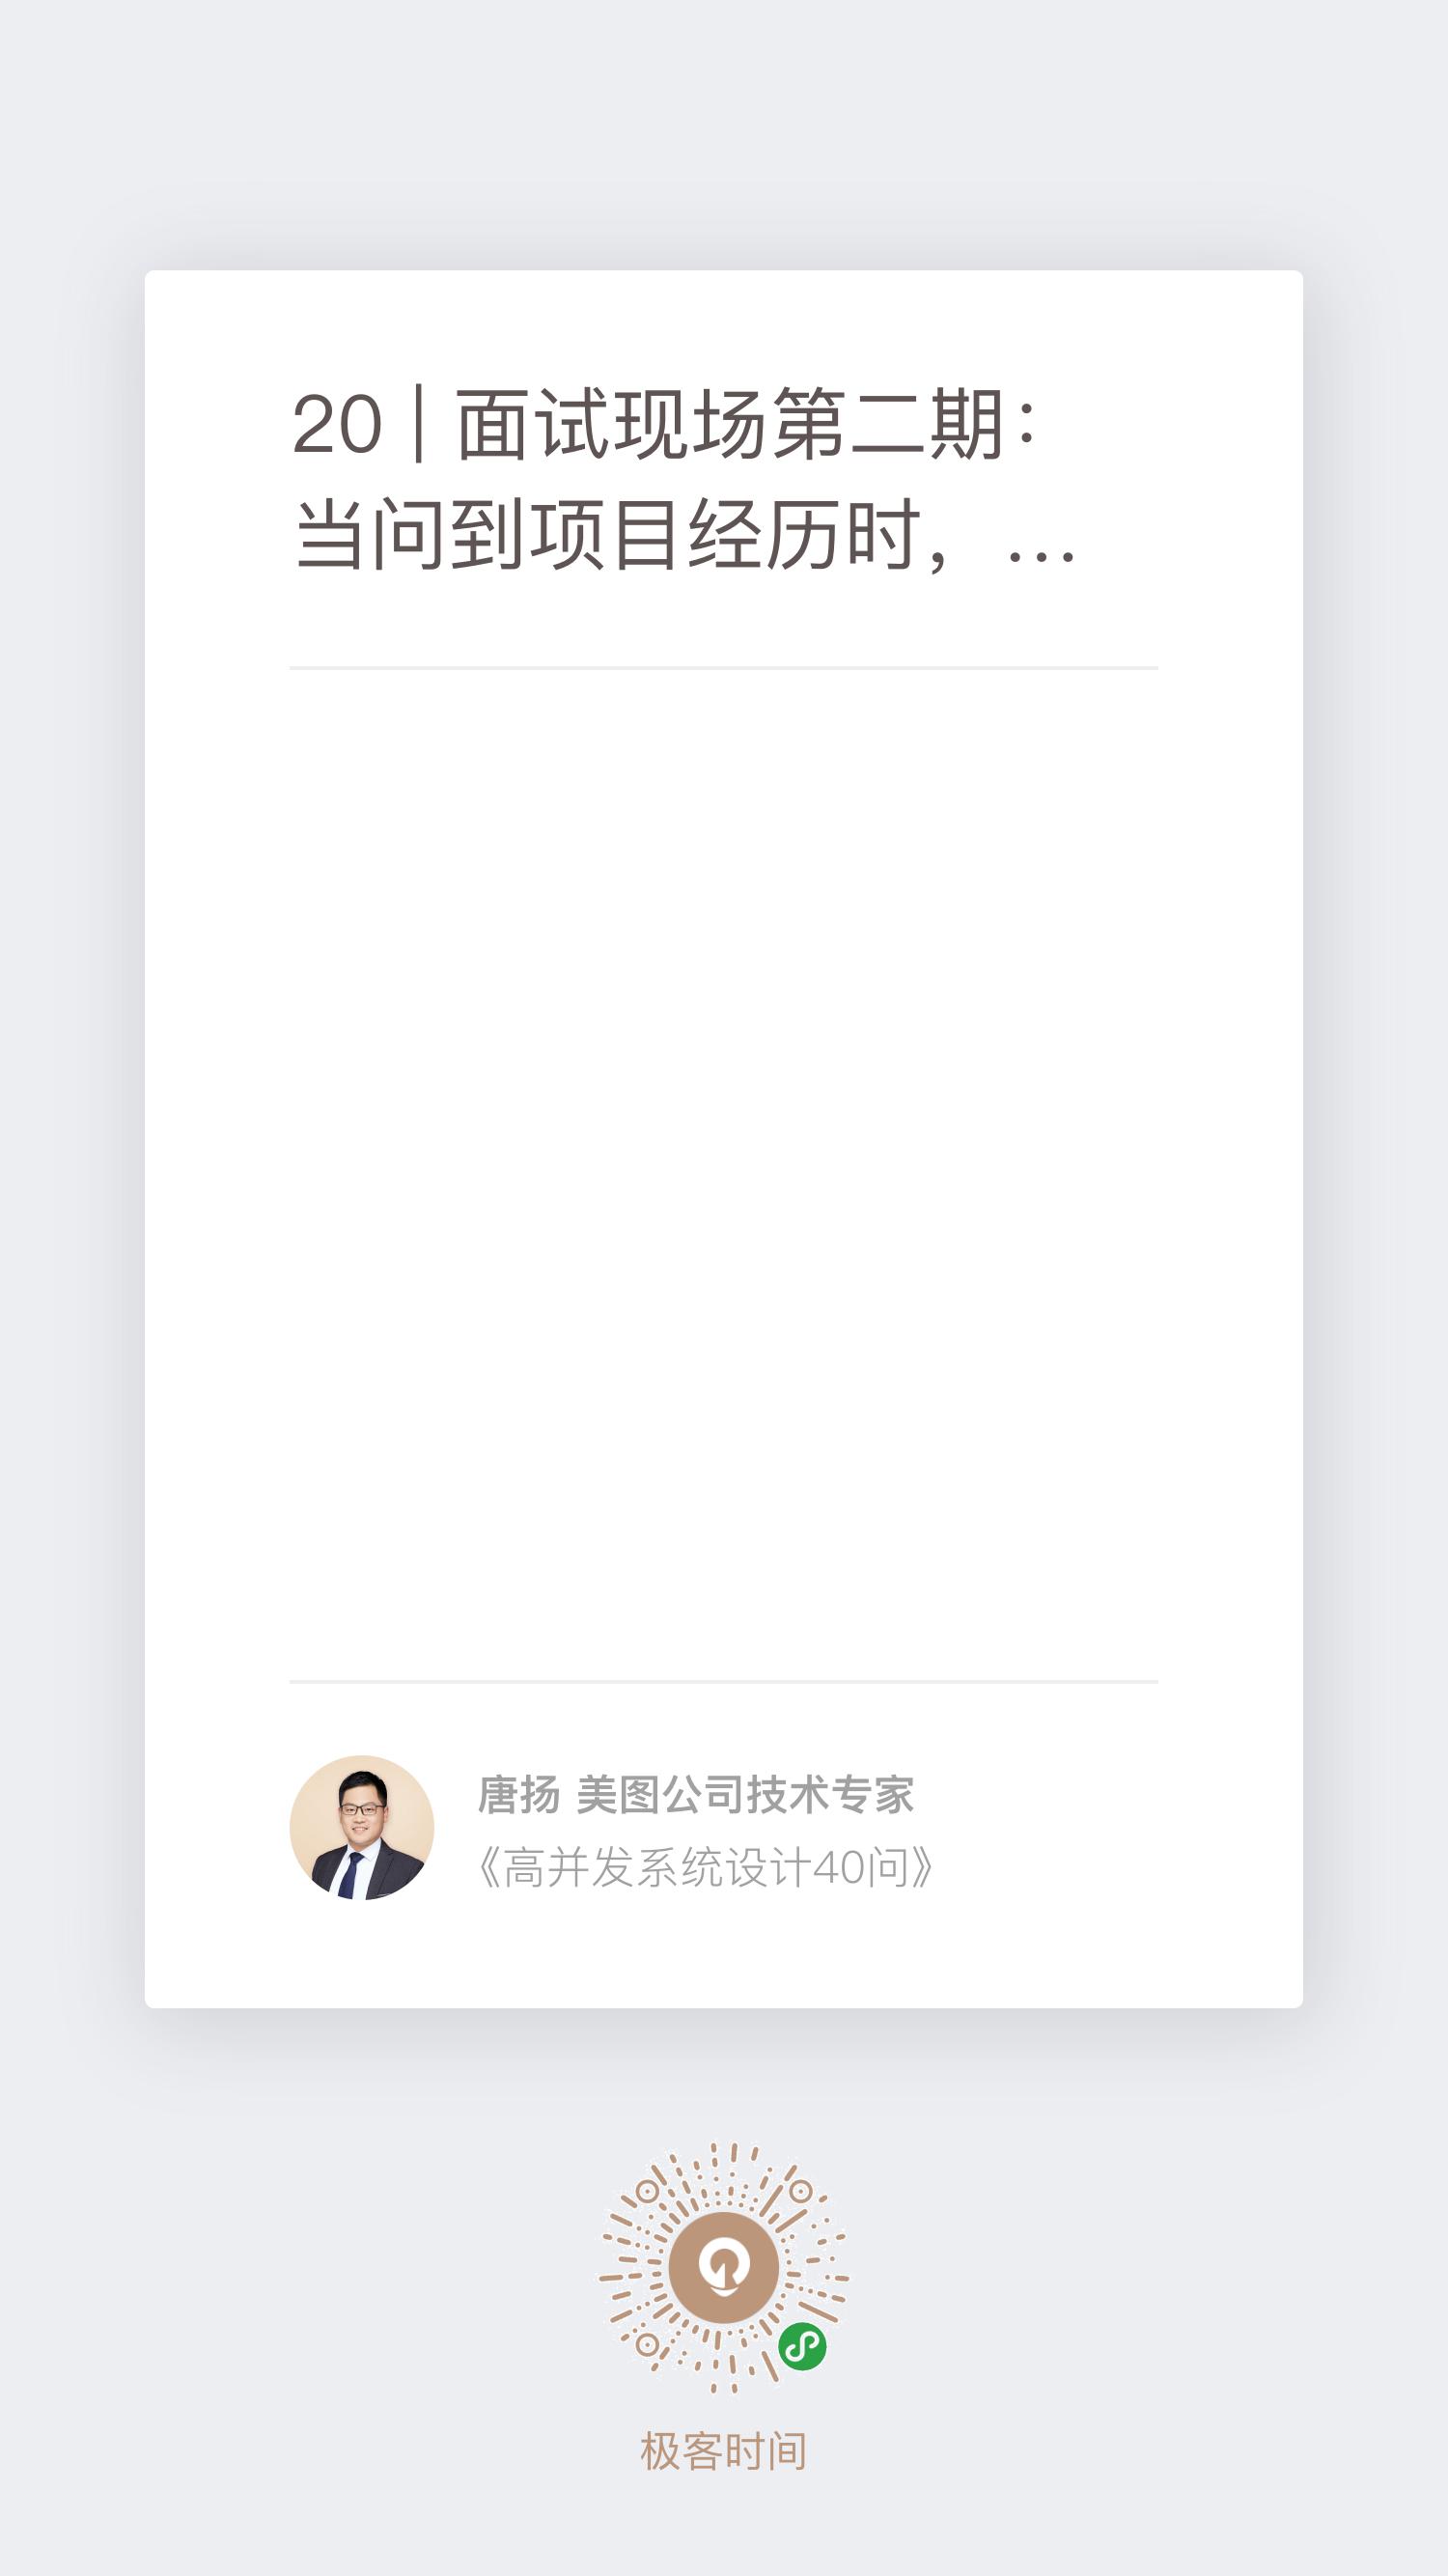 20 | 面试现场第二期：
当问到项目经历时，…
唐扬 美图公司技术专家
《高并发系统设计40问》
极客时间